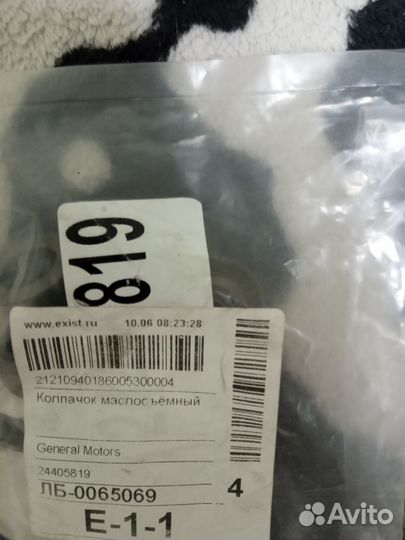 819
www.exist.ru 10.06 08:23:28
21210940186005300004
Колпачок маслосъёмный
General Motors
24405819
ЛБ-0065069
4
E-1-1
Avito